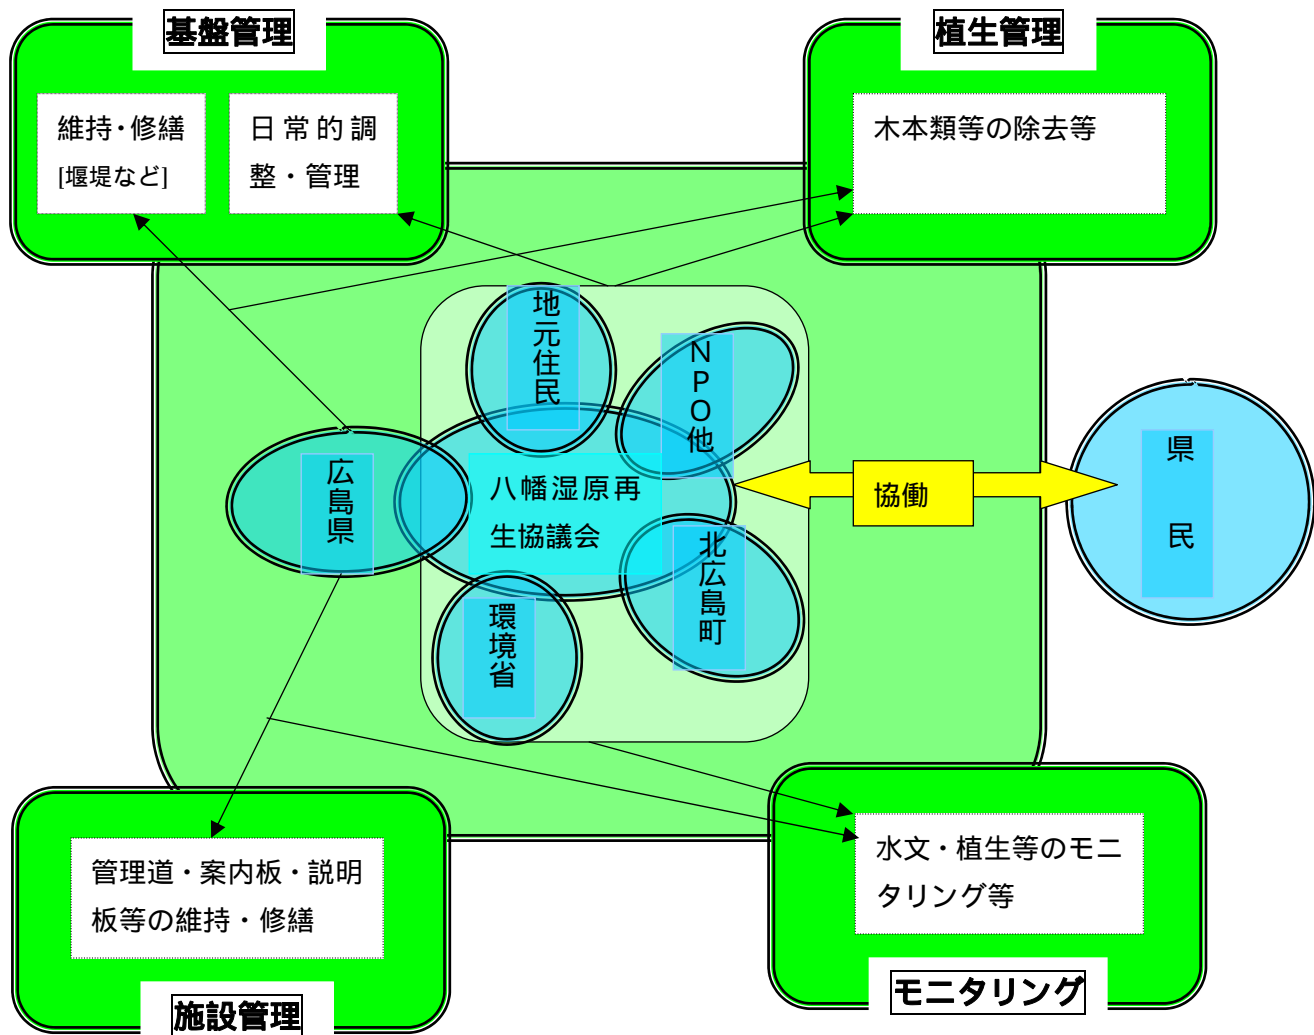 基盤管理
維持・修繕
[堰堤など]
日常的調
整・管理
植生管理
木本類等の除去等
地元住民
NPO他
広島県
八幡湿原再
生協議会
協働
県民
北広島町
環境省
管理道・案内板・説明
板等の維持・修繕
施設管理
水文・植生等のモニ
タリング等
モニタリング